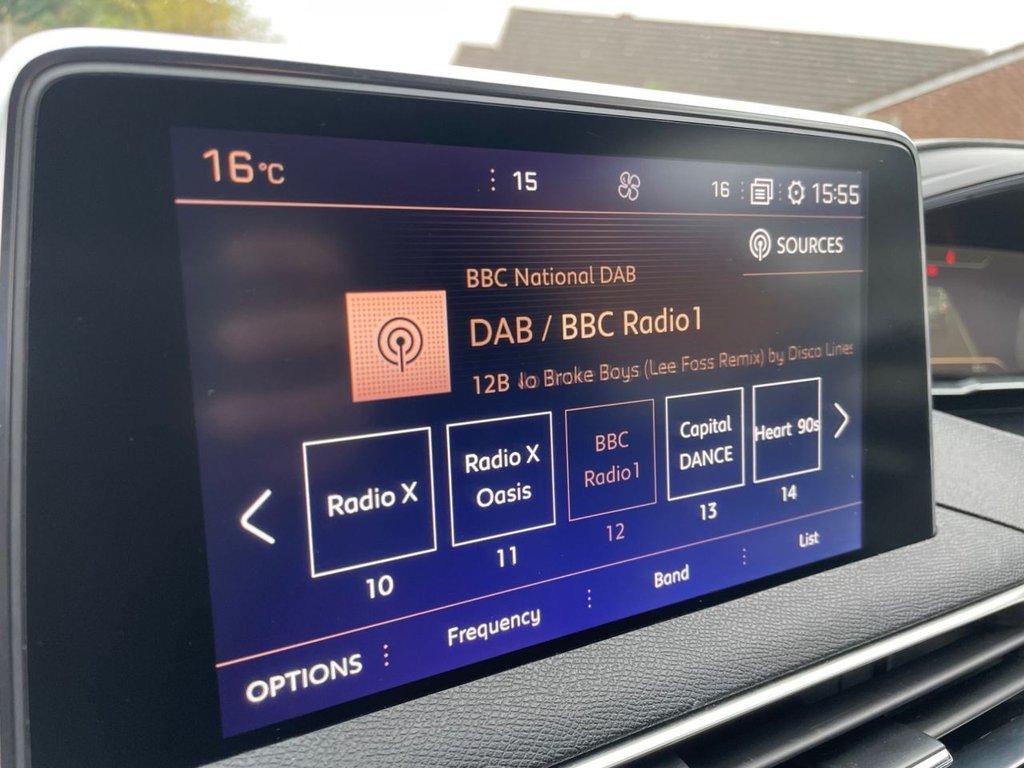 16°C
15
16
15:55
SOURCES
BBC National DAB
DAB / BBC Radio1
12B No Broke Boys (Lee Foss Remix) by Disco Lines
Radio X
Radio X
Oasis
BBC
Radio1
Capital
DANCE
Heart 90s
10
11
12
13
14
OPTIONS
Frequency
Band
List